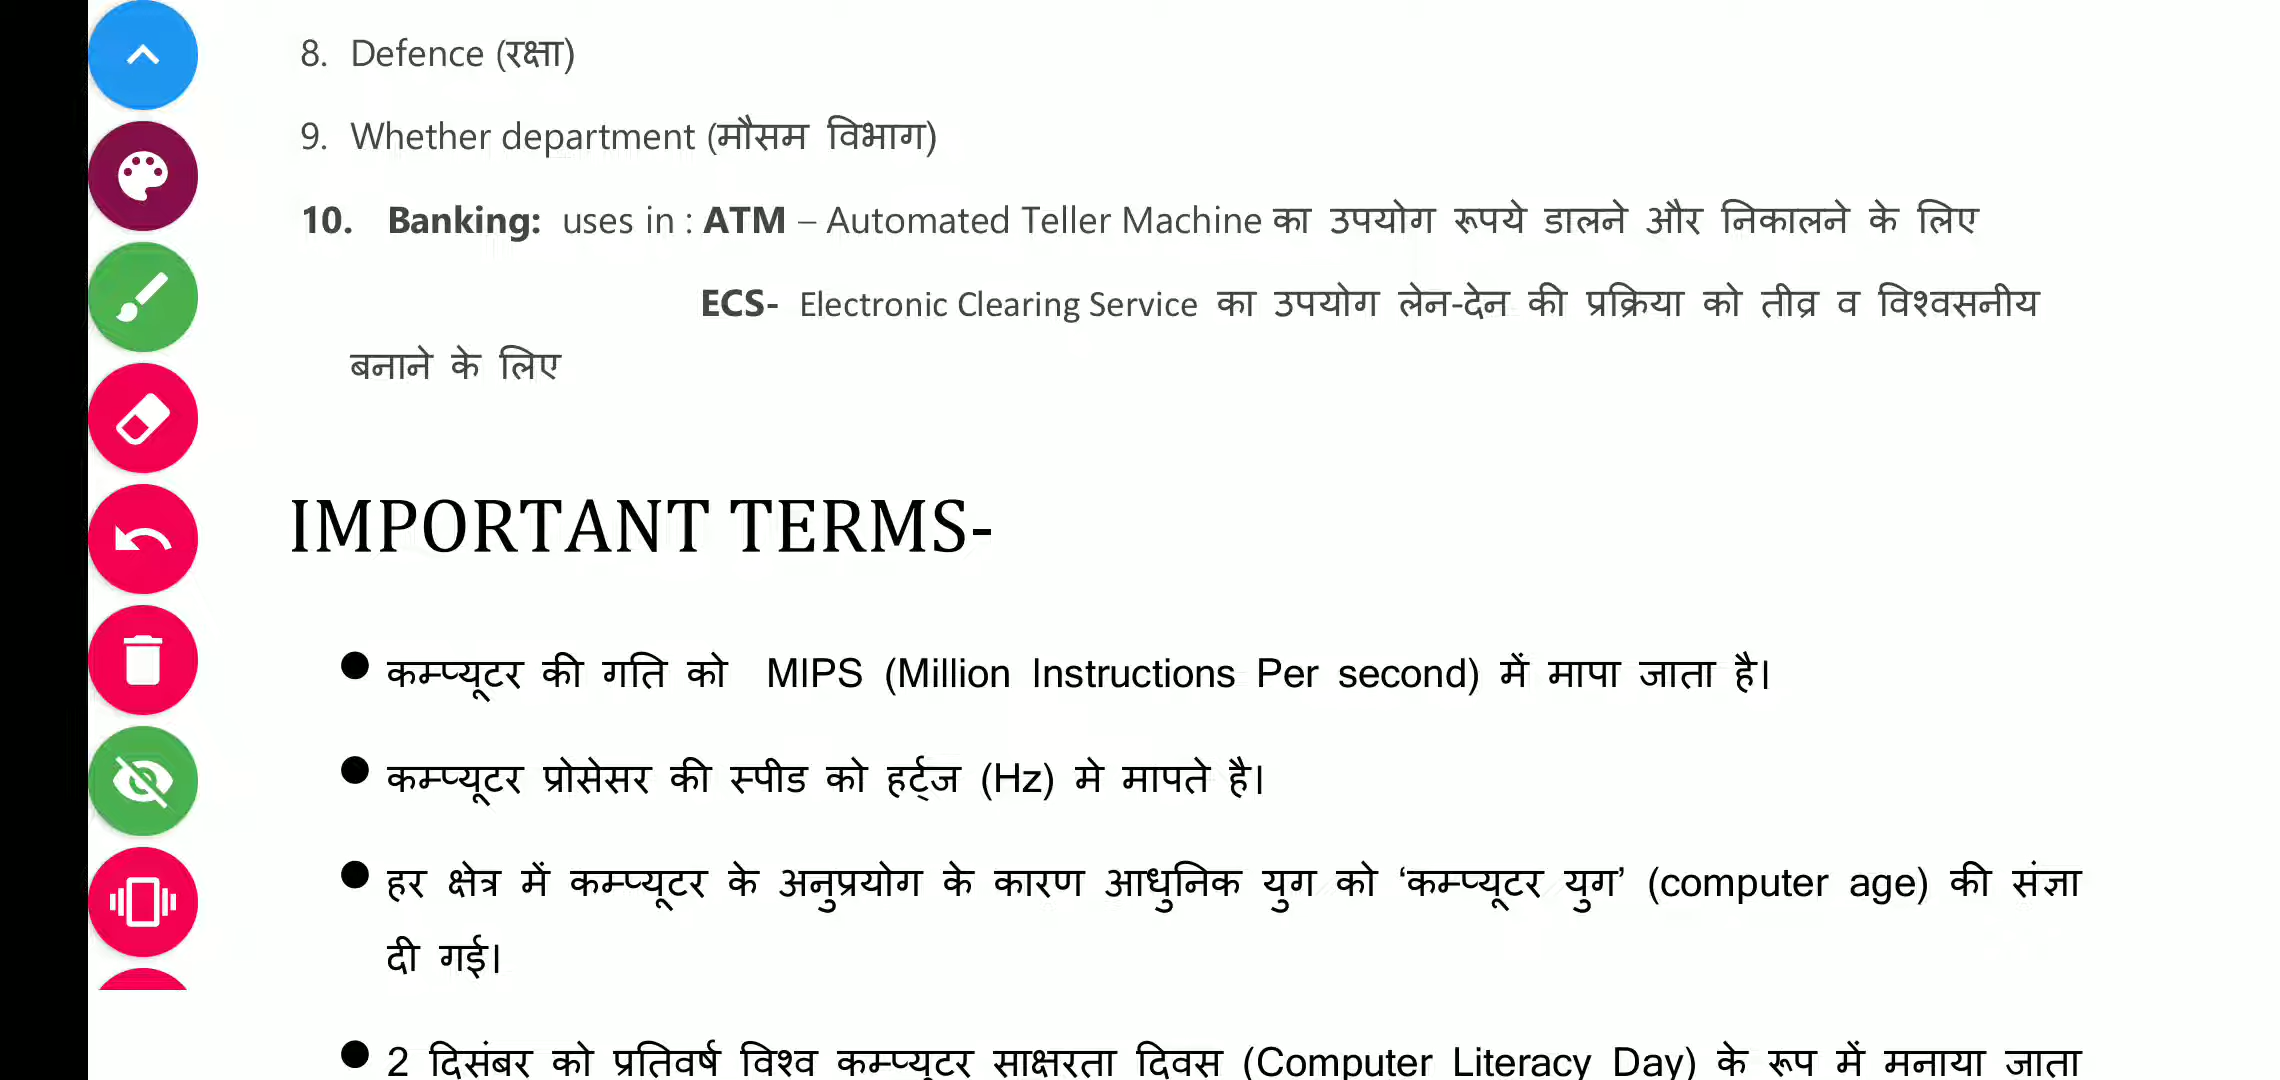 8. Defence (रक्षा)
9. Whether department (मौसम विभाग)
10. Banking: uses in : ATM – Automated Teller Machine का उपयोग रूपये डालने और निकालने के लिए
ECS- Electronic Clearing Service का उपयोग लेन-देन की प्रक्रिया को तीव्र व विश्वसनीय
बनाने के लिए
IMPORTANT TERMS-
● कम्प्यूटर की गति को MIPS (Million Instructions Per second) में मापा जाता है।
● कम्प्यूटर प्रोसेसर की स्पीड को हर्ट्ज (Hz) मे मापते है।
● हर क्षेत्र में कम्प्यूटर के अनुप्रयोग के कारण आधुनिक युग को ‘कम्प्यूटर युग’ (computer age) की संज्ञा
दी गई।
● 2 दिसंबर को प्रतिवर्ष विश्व कम्प्यूटर साक्षरता दिवस (Computer Literacy Day) के रूप में मनाया जाता